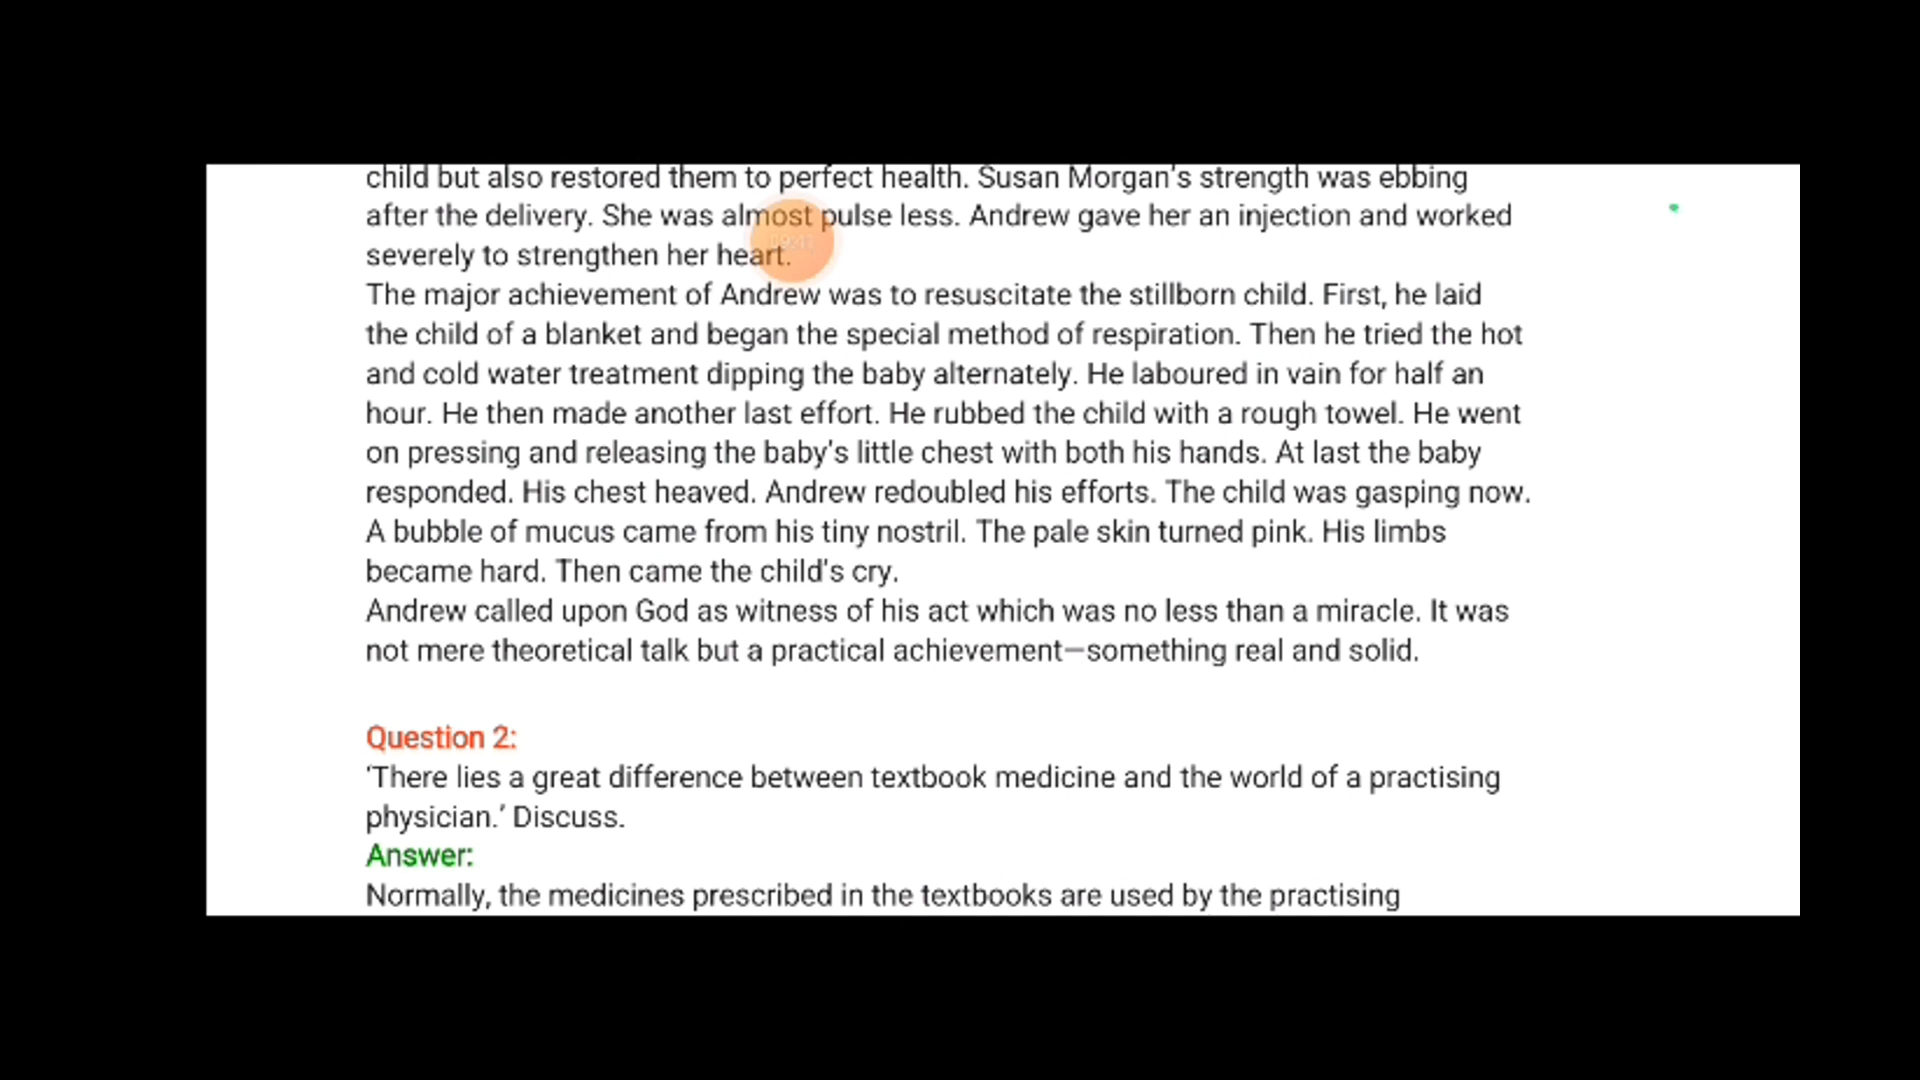 child but also restored them to perfect health. Susan Morgan's strength was ebbing
after the delivery. She was almost pulse less. Andrew gave her an injection and worked
severely to strengthen her heart.
The major achievement of Andrew was to resuscitate the stillborn child. First, he laid
the child of a blanket and began the special method of respiration. Then he tried the hot
and cold water treatment dipping the baby alternately. He laboured in vain for half an
hour. He then made another last effort. He rubbed the child with a rough towel. He went
on pressing and releasing the baby's little chest with both his hands. At last the baby
responded. His chest heaved. Andrew redoubled his efforts. The child was gasping now.
A bubble of mucus came from his tiny nostril. The pale skin turned pink. His limbs
became hard. Then came the child's cry.
Andrew called upon God as witness of his act which was no less than a miracle. It was
not mere theoretical talk but a practical achievement—something real and solid.
Question 2:
‘There lies a great difference between textbook medicine and the world of a practising
physician.’ Discuss.
Answer:
Normally, the medicines prescribed in the textbooks are used by the practising